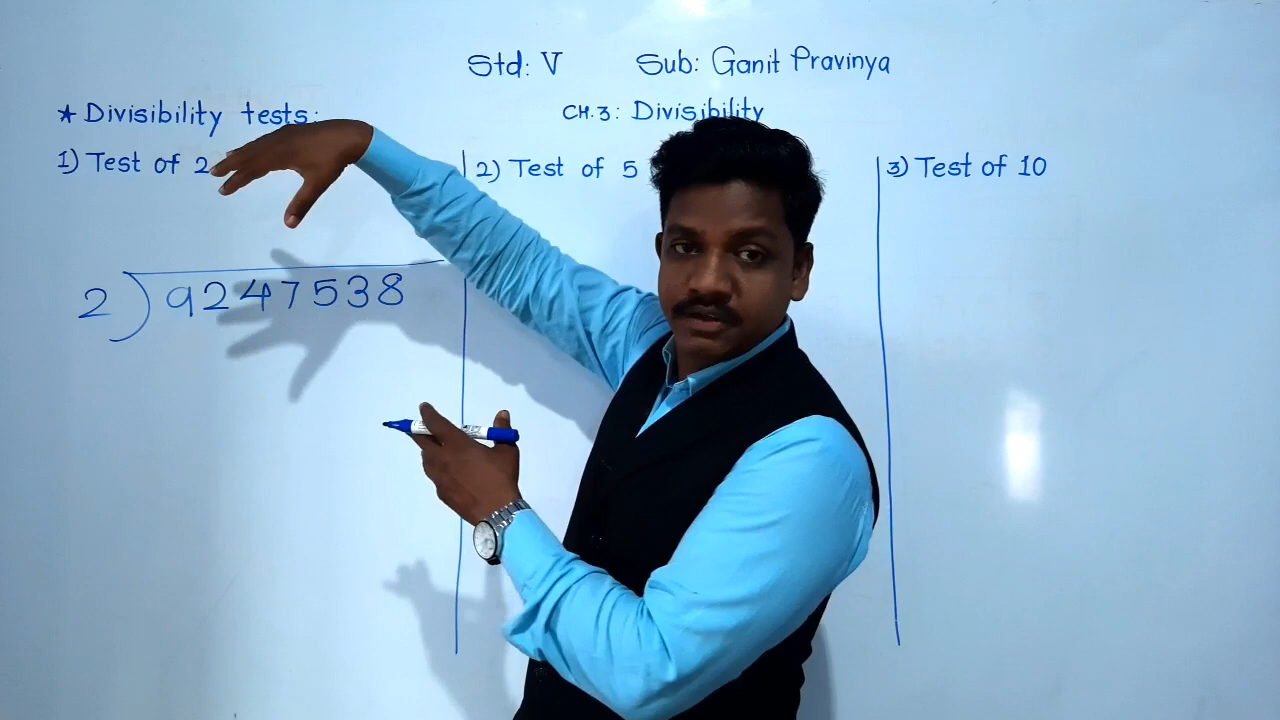 Std: V Sub: Ganit Pravinya
CH.3: Divisibility
★ Divisibility tests:
1) Test of 2
2) 9247538
2) Test of 5
3) Test of 10